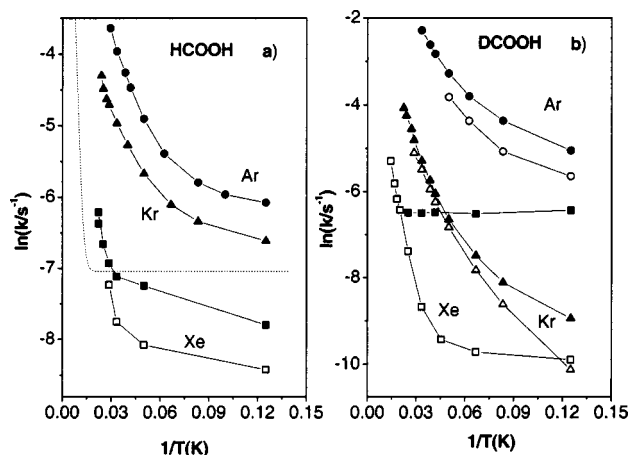 HCOOH a)
ln(k/s⁻¹)
-4
-5
-6
-7
-8
Ar
Kr
Xe
0.00 0.03 0.06 0.09 0.12 0.15
1/T(K)
DCOOH b)
ln(k/s⁻¹)
-2
-4
-6
-8
-10
Ar
Xe
Kr
0.00 0.03 0.06 0.09 0.12 0.15
1/T(K)